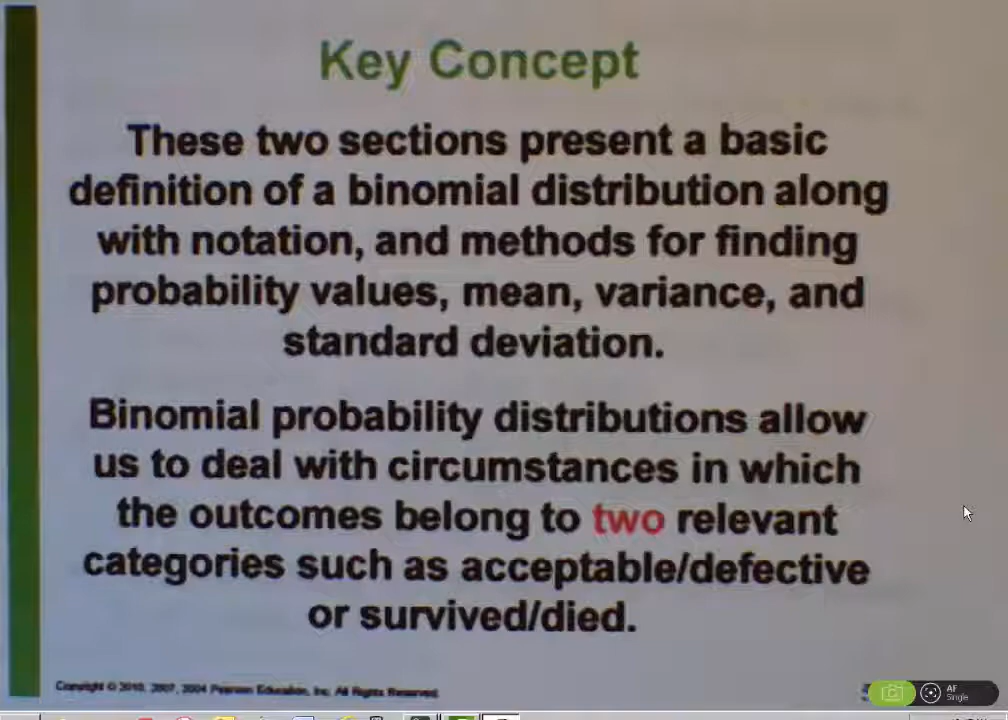 Key Concept
These two sections present a basic
definition of a binomial distribution along
with notation, and methods for finding
probability values, mean, variance, and
standard deviation.
Binomial probability distributions allow
us to deal with circumstances in which
the outcomes belong to two relevant
categories such as acceptable/defective
or survived/died.
Copyright © 2010, 2007, 2004 Pearson Education, Inc. All Rights Reserved.
AF
Single